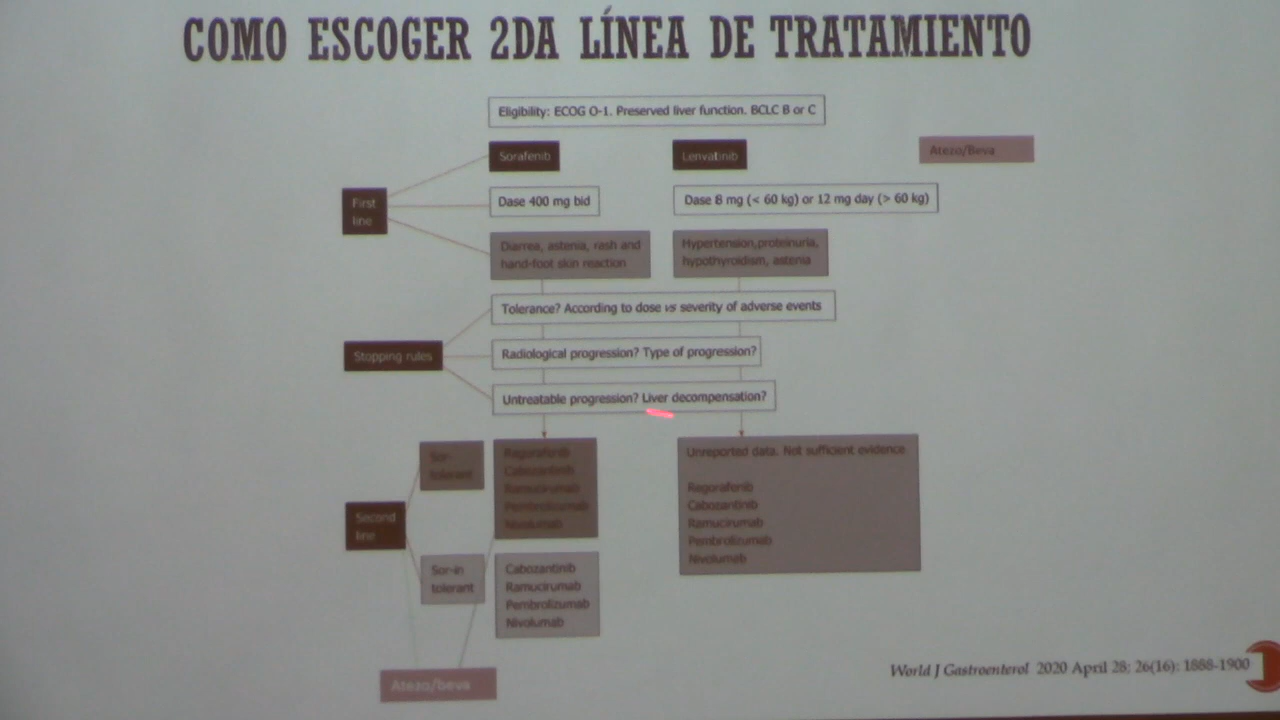 COMO ESCOGER 2DA LÍNEA DE TRATAMIENTO
Eligibility: ECOG O-1. Preserved liver function. BCLC B or C
Sorafenib
Lenvatinib
Atezo/Beva
First
line
Dase 400 mg bid
Dase 8 mg (< 60 kg) or 12 mg day (> 60 kg)
Diarrea, astenia, rash and
hand-foot skin reaction
Hypertension,proteinuria,
hypothyroidism, astenia
Tolerance? According to dose vs severity of adverse events
Stopping rules
Radiological progression? Type of progression?
Untreatable progression? Liver decompensation?
Second
line
Sor-
tolerant
Regorafenib
Cabozantinib
Ramucirumab
Pembrolizumab
Nivolumab
Unreported data. Not sufficient evidence
Regorafenib
Cabozantinib
Ramucirumab
Pembrolizumab
Nivolumab
Sor-in
tolerant
Cabozantinib
Ramucirumab
Pembrolizumab
Nivolumab
Atezo/beva
World J Gastroenterol 2020 April 28; 26(16): 1888-1900